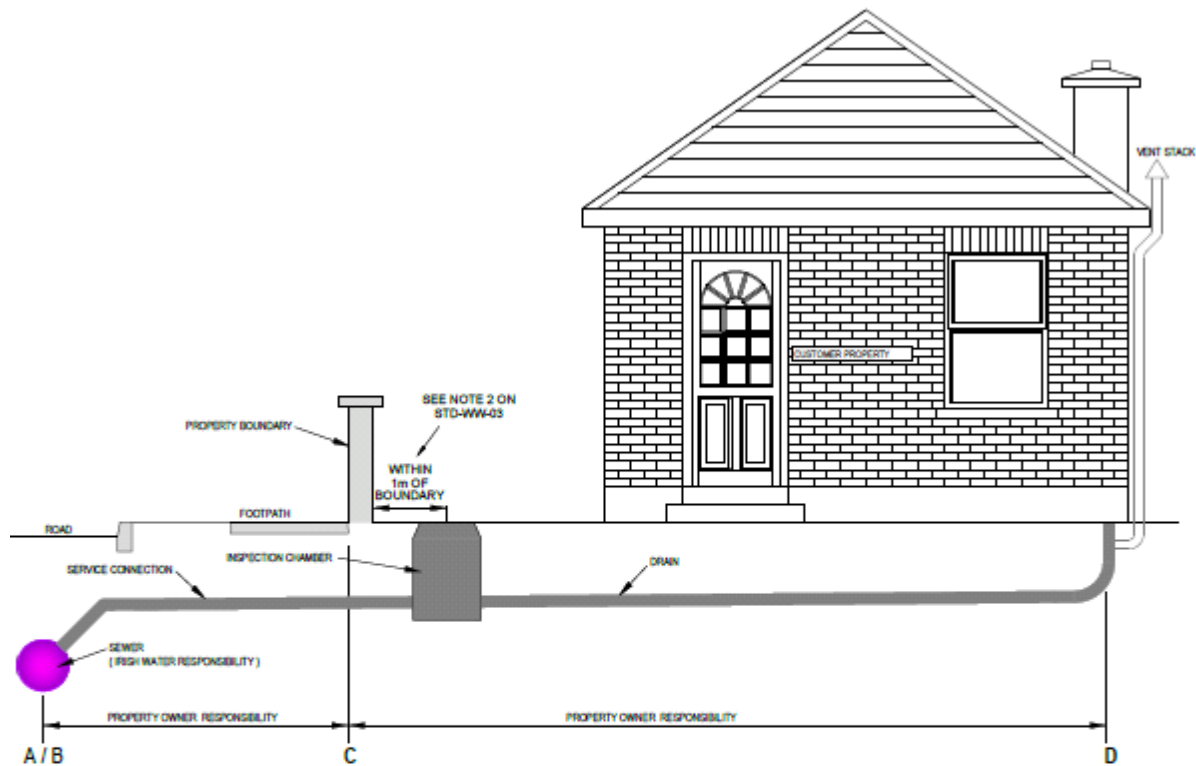 VENT STACK
CUSTOMER PROPERTY
SEE NOTE 2 ON
STD-WW-03
PROPERTY BOUNDARY
WITHIN
1m OF
BOUNDARY
FOOTPATH
ROAD
INSPECTION CHAMBER
DRAIN
SERVICE CONNECTION
SEWER
( IRISH WATER RESPONSIBILITY )
PROPERTY OWNER RESPONSIBILITY
PROPERTY OWNER RESPONSIBILITY
A / B
C
D